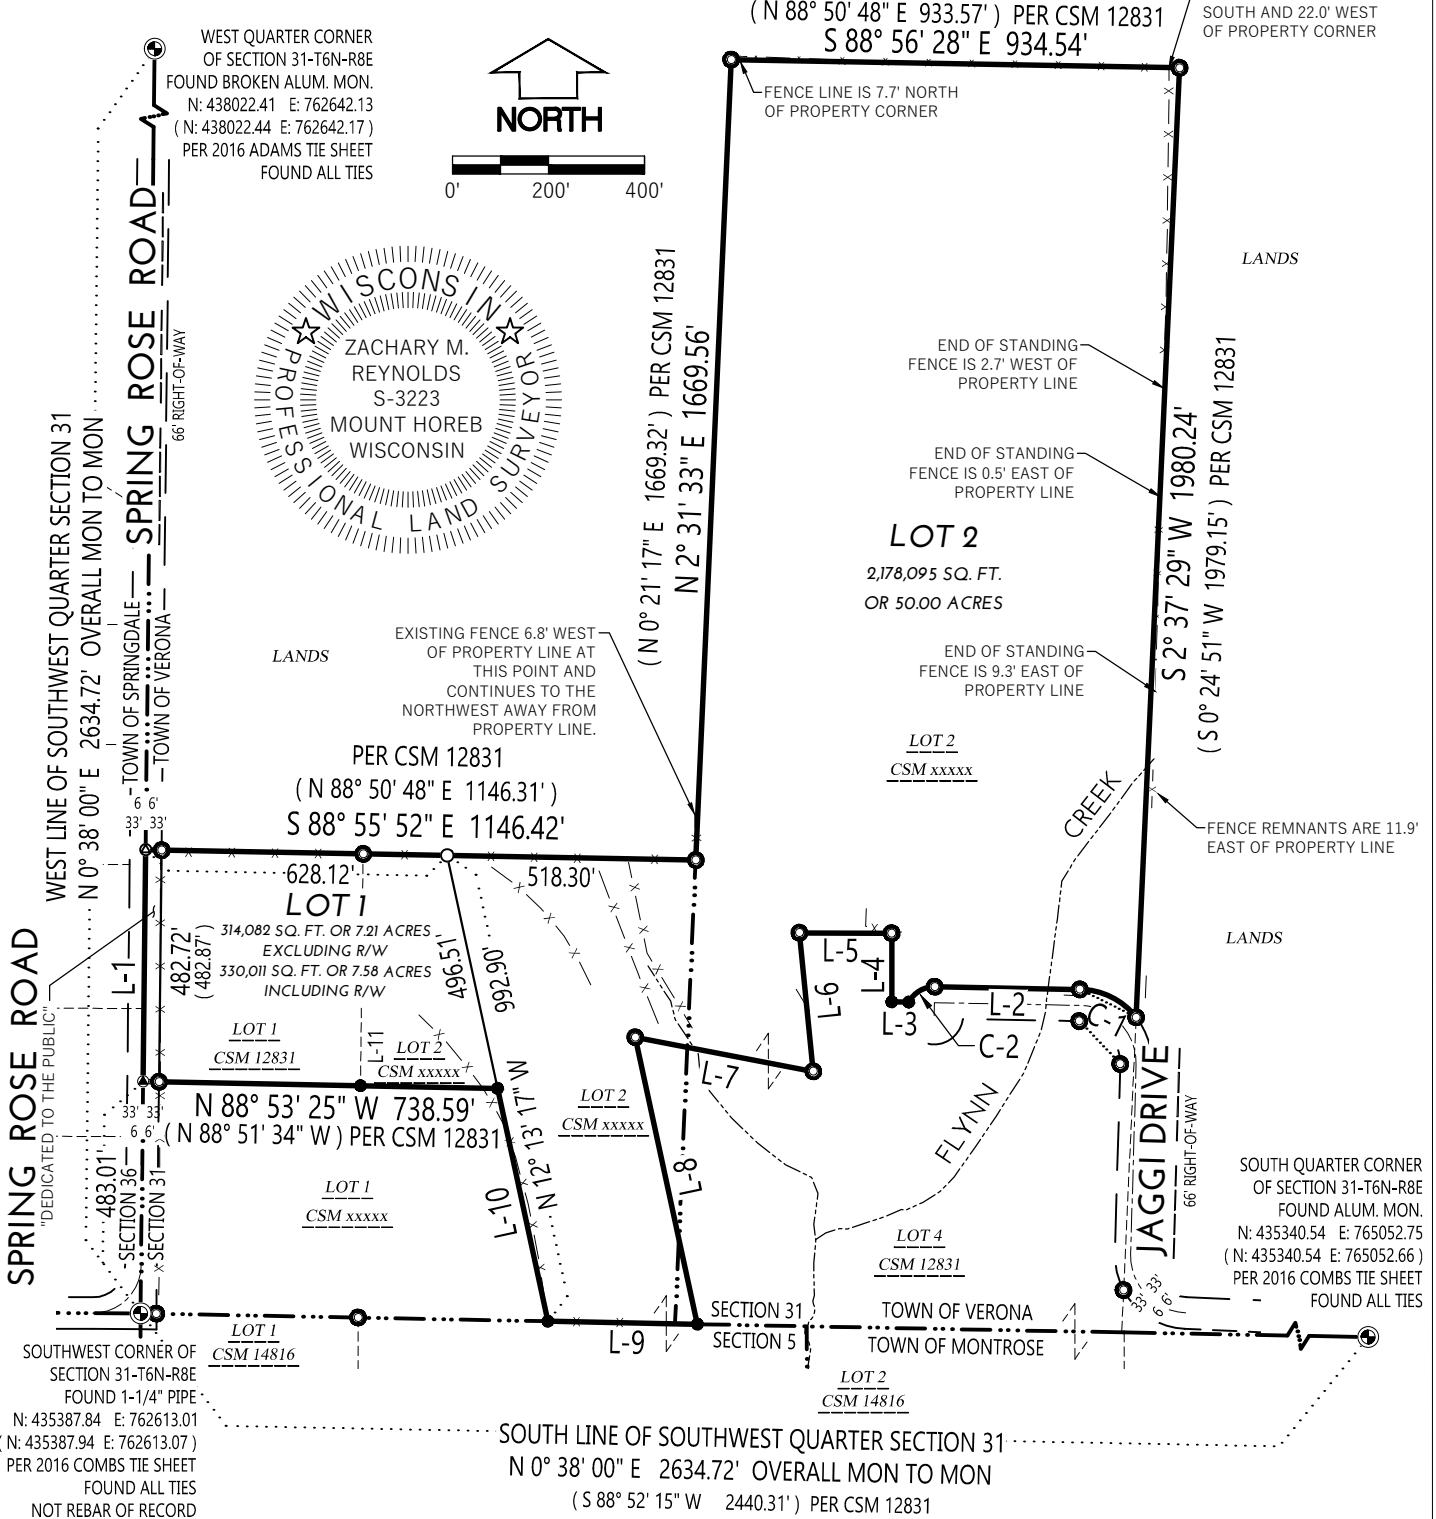 ( N 88° 50' 48" E 933.57' ) PER CSM 12831
S 88° 56' 28" E 934.54'
SOUTH AND 22.0' WEST
OF PROPERTY CORNER
WEST QUARTER CORNER
OF SECTION 31-T6N-R8E
FOUND BROKEN ALUM. MON.
N: 438022.41 E: 762642.13
( N: 438022.44 E: 762642.17 )
PER 2016 ADAMS TIE SHEET
FOUND ALL TIES
NORTH
0' 200' 400'
FENCE LINE IS 7.7' NORTH
OF PROPERTY CORNER
SPRING ROSE ROAD
66' RIGHT-OF-WAY
WISCONSIN
PROFESSIONAL LAND SURVEYOR
ZACHARY M.
REYNOLDS
S-3223
MOUNT HOREB
WISCONSIN
( N 0° 21' 17" E 1669.32' ) PER CSM 12831
N 2° 31' 33" E 1669.56'
LANDS
END OF STANDING
FENCE IS 2.7' WEST OF
PROPERTY LINE
END OF STANDING
FENCE IS 0.5' EAST OF
PROPERTY LINE
LOT 2
2,178,095 SQ. FT.
OR 50.00 ACRES
END OF STANDING
FENCE IS 9.3' EAST OF
PROPERTY LINE
S 2° 37' 29" W 1980.24'
( S 0° 24' 51" W 1979.15' ) PER CSM 12831
WEST LINE OF SOUTHWEST QUARTER SECTION 31
N 0° 38' 00" E 2634.72' OVERALL MON TO MON
TOWN OF SPRINGDALE
TOWN OF VERONA
LANDS
EXISTING FENCE 6.8' WEST
OF PROPERTY LINE AT
THIS POINT AND
CONTINUES TO THE
NORTHWEST AWAY FROM
PROPERTY LINE.
PER CSM 12831
( N 88° 50' 48" E 1146.31' )
S 88° 55' 52" E 1146.42'
6 6'
33' 33'
628.12'
518.30'
LOT 2
CSM xxxxx
CREEK
FENCE REMNANTS ARE 11.9'
EAST OF PROPERTY LINE
LANDS
LOT 1
314,082 SQ. FT. OR 7.21 ACRES
EXCLUDING R/W
330,011 SQ. FT. OR 7.58 ACRES
INCLUDING R/W
SPRING ROSE ROAD
"DEDICATED TO THE PUBLIC"
L-1
482.72'
( 482.87' )
496.51'
992.90'
L-11
LOT 1
CSM 12831
LOT 2
CSM xxxxx
N 88° 53' 25" W 738.59'
( N 88° 51' 34" W ) PER CSM 12831
33' 33'
6 6'
483.01'
SECTION 36
SECTION 31
LOT 1
CSM xxxxx
L-10
N 12° 13' 17" W
LOT 2
CSM xxxxx
L-5
L-4
L-6
L-3
L-2
C-1
C-2
L-7
L-8
FLYNN
JAGGI DRIVE
66' RIGHT-OF-WAY
33' 33'
6 6'
LOT 4
CSM 12831
SOUTH QUARTER CORNER
OF SECTION 31-T6N-R8E
FOUND ALUM. MON.
N: 435340.54 E: 765052.75
( N: 435340.54 E: 765052.66 )
PER 2016 COMBS TIE SHEET
FOUND ALL TIES
SECTION 31
SECTION 5
TOWN OF VERONA
TOWN OF MONTROSE
L-9
LOT 1
CSM 14816
LOT 2
CSM 14816
SOUTHWEST CORNER OF
SECTION 31-T6N-R8E
FOUND 1-1/4" PIPE
N: 435387.84 E: 762613.01
( N: 435387.94 E: 762613.07 )
PER 2016 COMBS TIE SHEET
FOUND ALL TIES
NOT REBAR OF RECORD
SOUTH LINE OF SOUTHWEST QUARTER SECTION 31
N 0° 38' 00" E 2634.72' OVERALL MON TO MON
( S 88° 52' 15" W 2440.31' ) PER CSM 12831